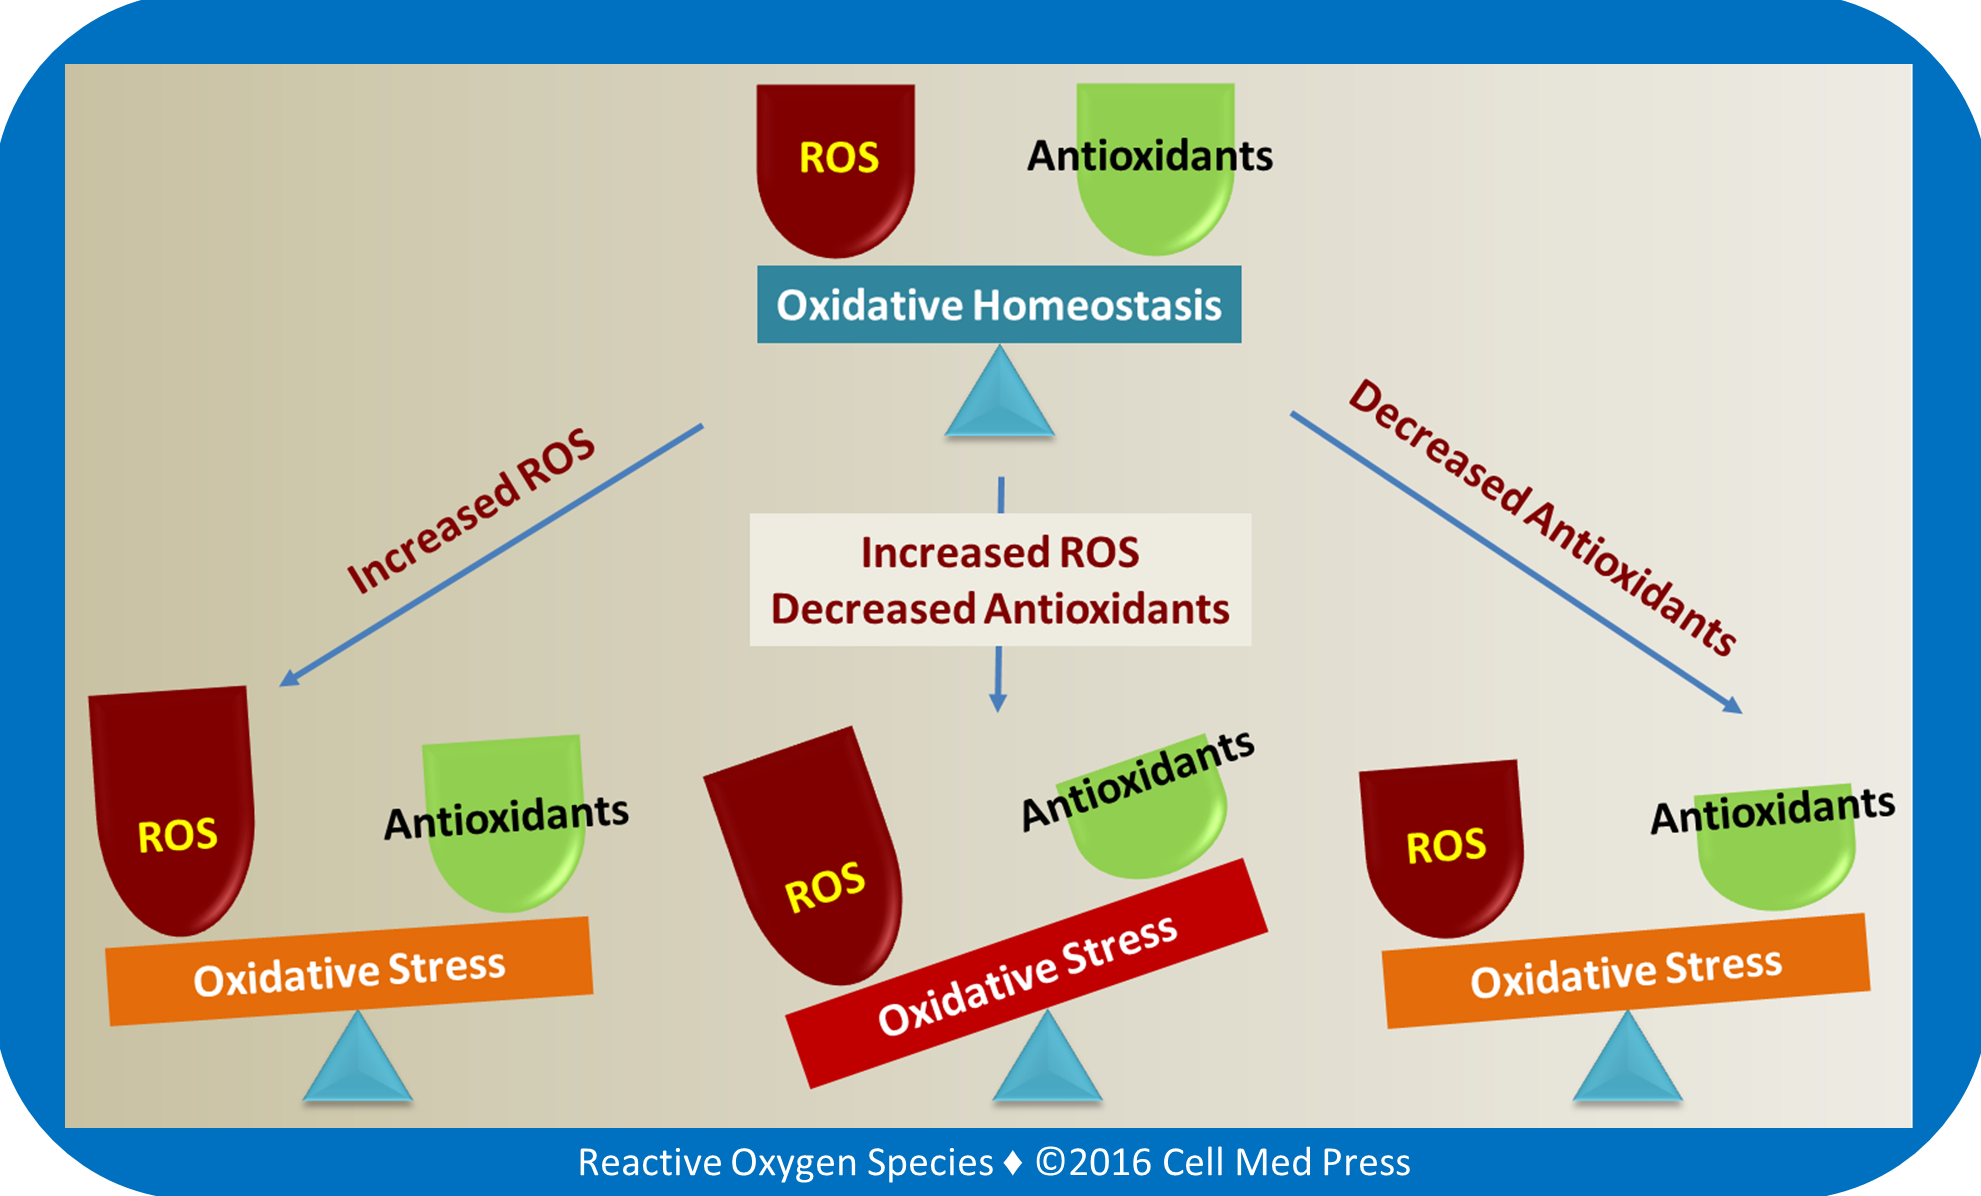 ROS
Antioxidants
Oxidative Homeostasis
Increased ROS
Increased ROS
Decreased Antioxidants
Decreased Antioxidants
ROS
Antioxidants
Oxidative Stress
ROS
Antioxidants
Oxidative Stress
ROS
Antioxidants
Oxidative Stress
Reactive Oxygen Species ♦ ©2016 Cell Med Press